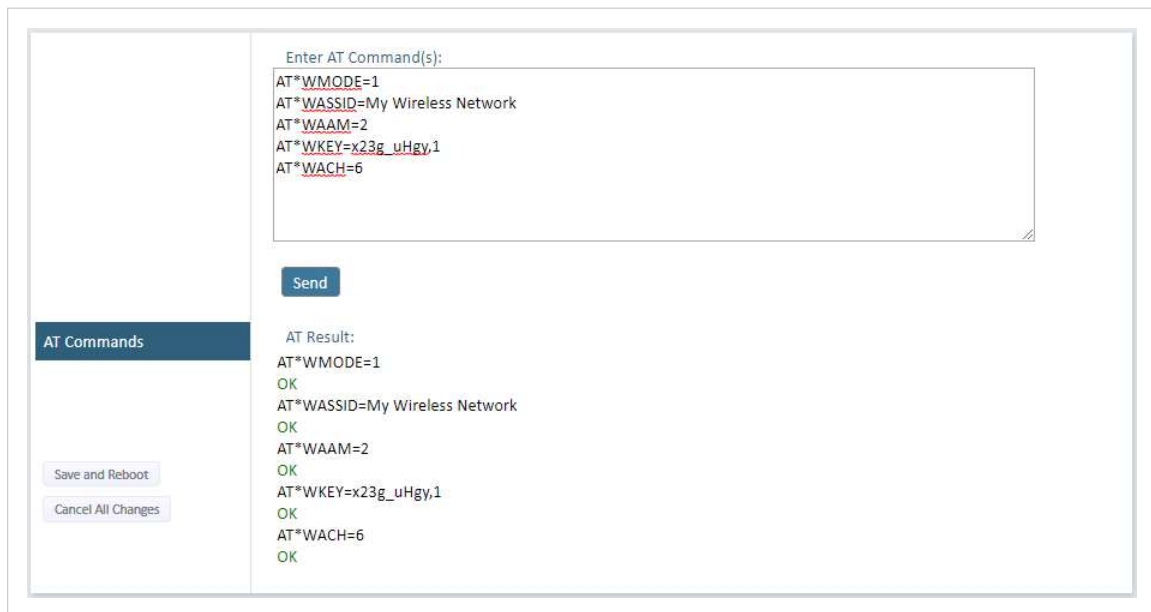 Enter AT Command(s):
AT*WMODE=1
AT*WASSID=My Wireless Network
AT*WAAM=2
AT*WKEY=x23g_uHgy,1
AT*WACH=6
Send
AT Commands
Save and Reboot
Cancel All Changes
AT Result:
AT*WMODE=1
OK
AT*WASSID=My Wireless Network
OK
AT*WAAM=2
OK
AT*WKEY=x23g_uHgy,1
OK
AT*WACH=6
OK